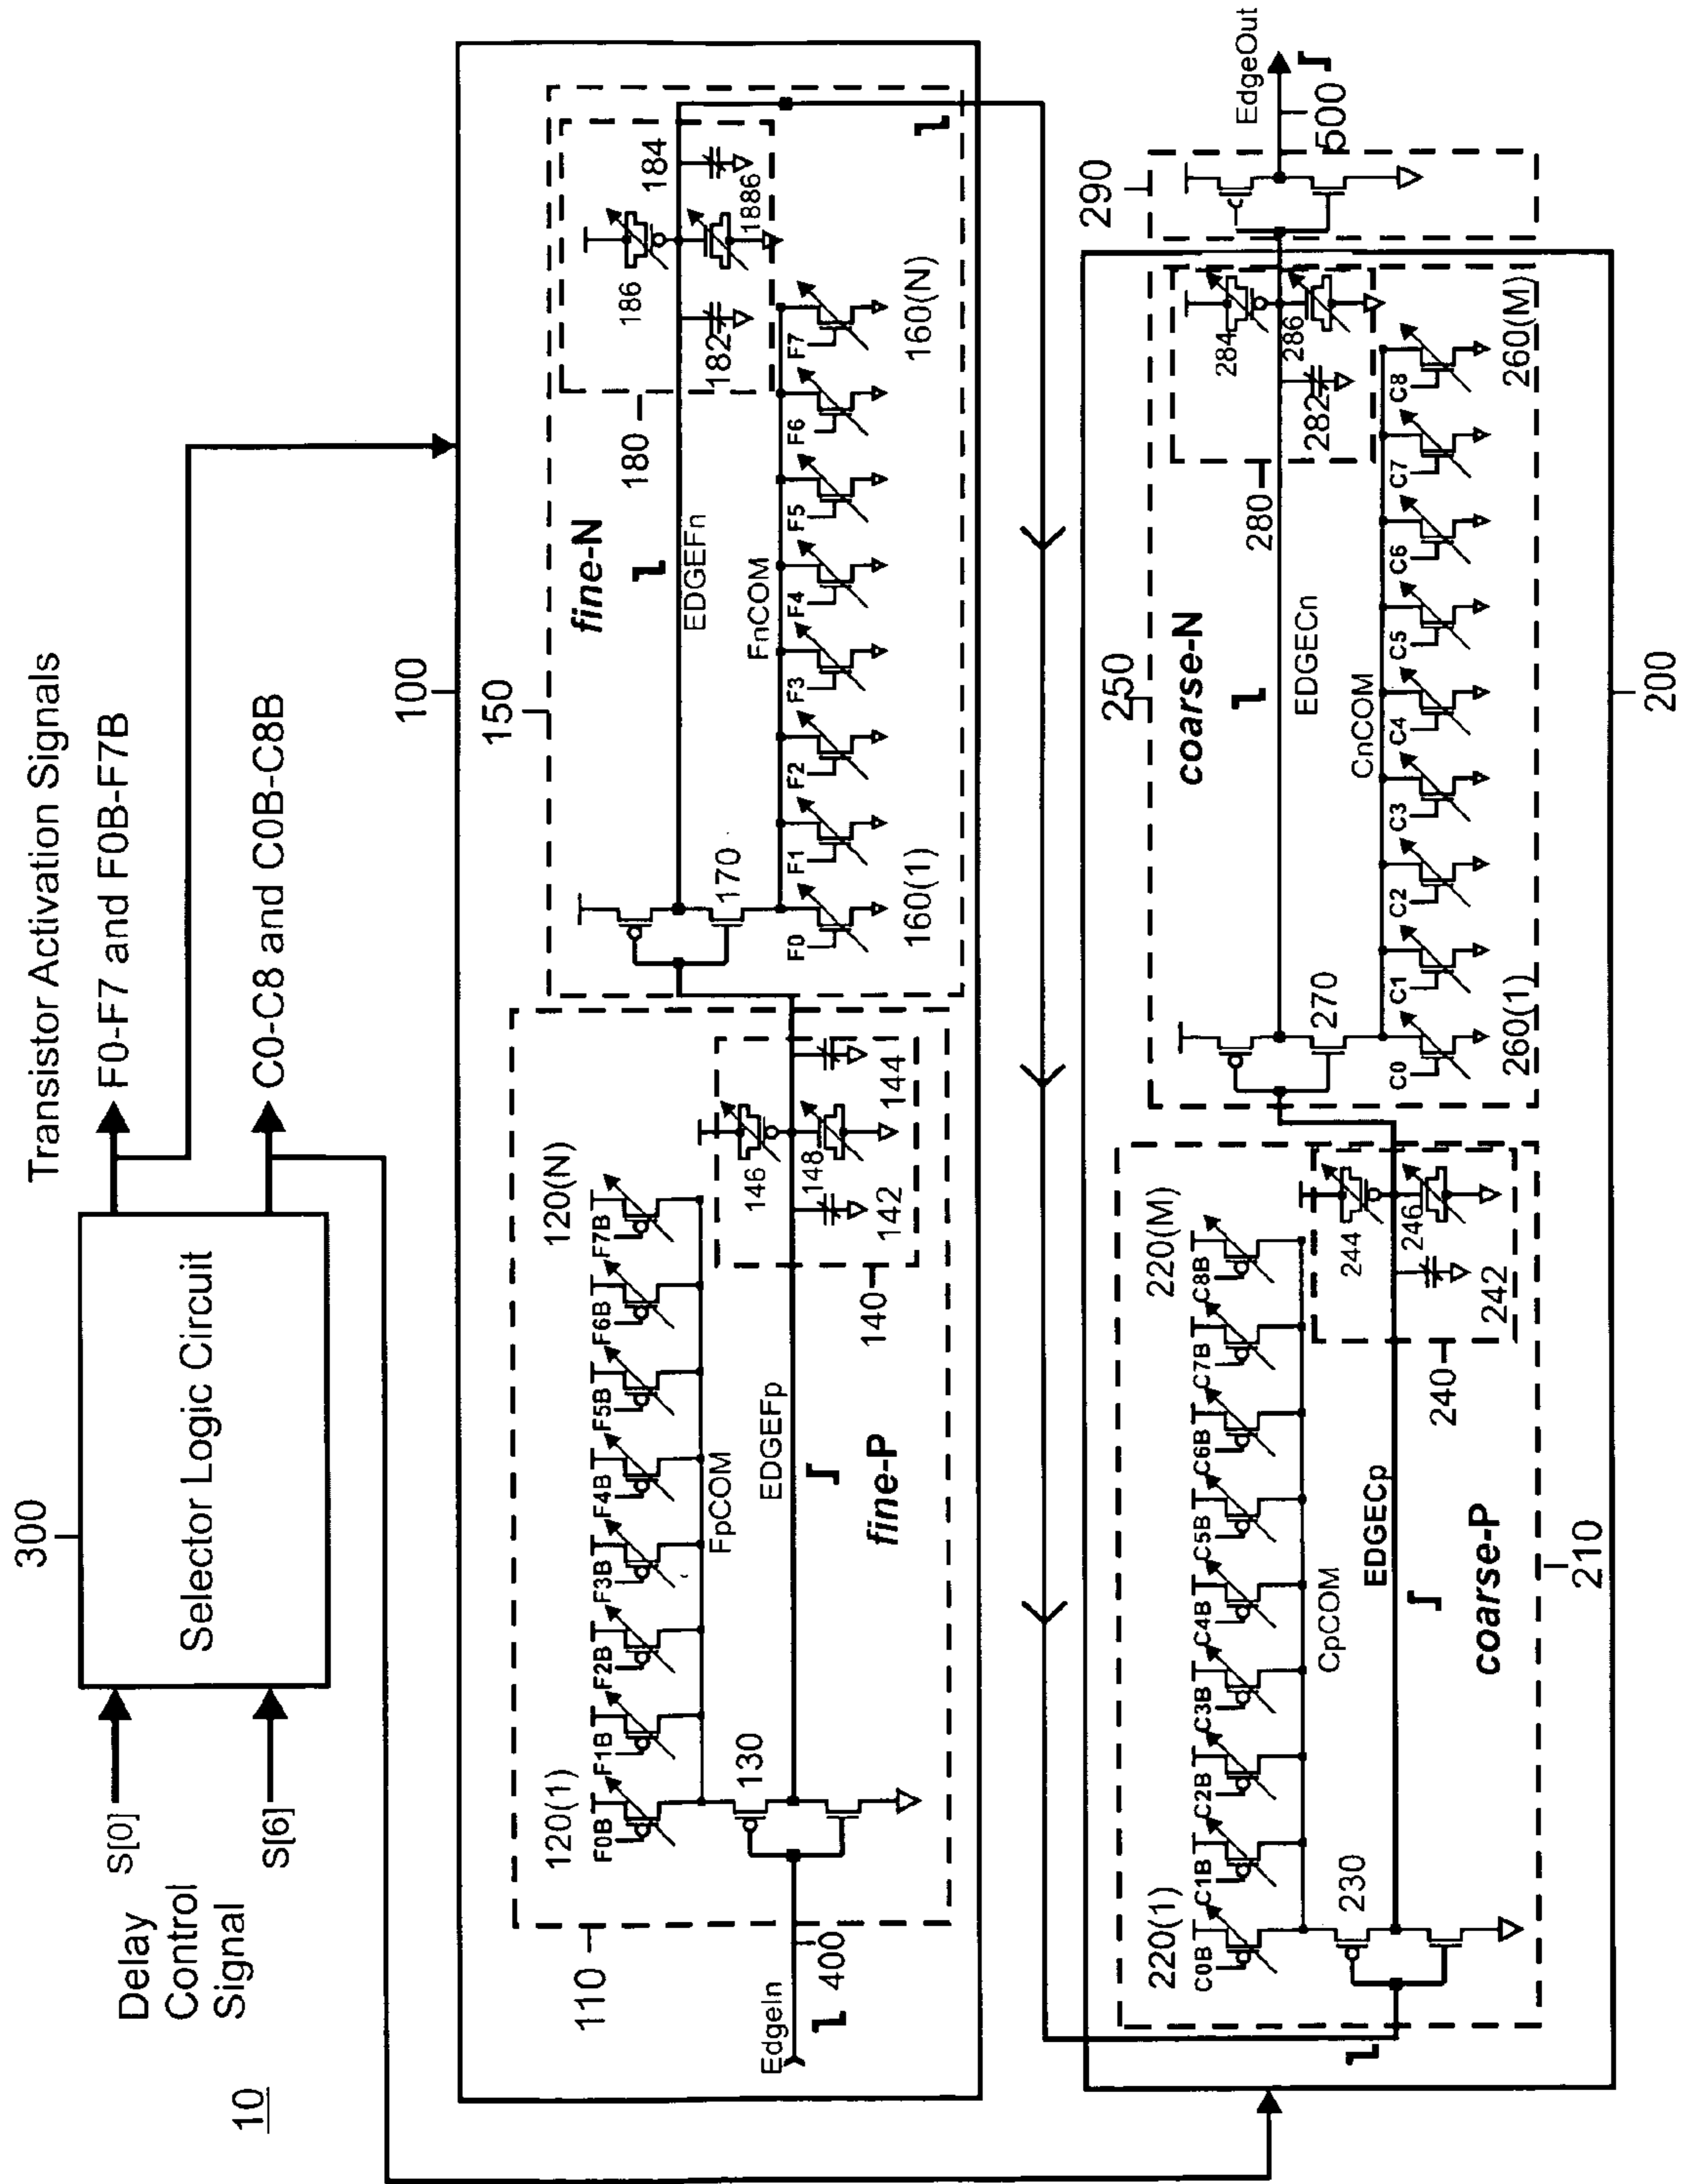 10
Delay
Control
Signal
S[0]
S[6]
300
Selector Logic Circuit
Transistor Activation Signals
F0-F7 and F0B-F7B
C0-C8 and C0B-C8B
100
110
EdgeIn
400
120(1)
120(N)
F0B
F1B
F2B
F3B
F4B
F5B
F6B
F7B
FpCOM
130
EDGEFp
fine-P
140
142
144
146
148
150
fine-N
EDGEFn
FnCOM
170
180
182
184
186
1886
F0
F1
F2
F3
F4
F5
F6
F7
160(1)
160(N)
200
210
220(1)
220(M)
C0B
C1B
C2B
C3B
C4B
C5B
C6B
C7B
C8B
CpCOM
230
EDGECp
coarse-P
240
242
244
246
250
coarse-N
EDGECn
CnCOM
270
280
282
284
286
C0
C1
C2
C3
C4
C5
C6
C7
C8
260(1)
260(M)
290
EdgeOut
500